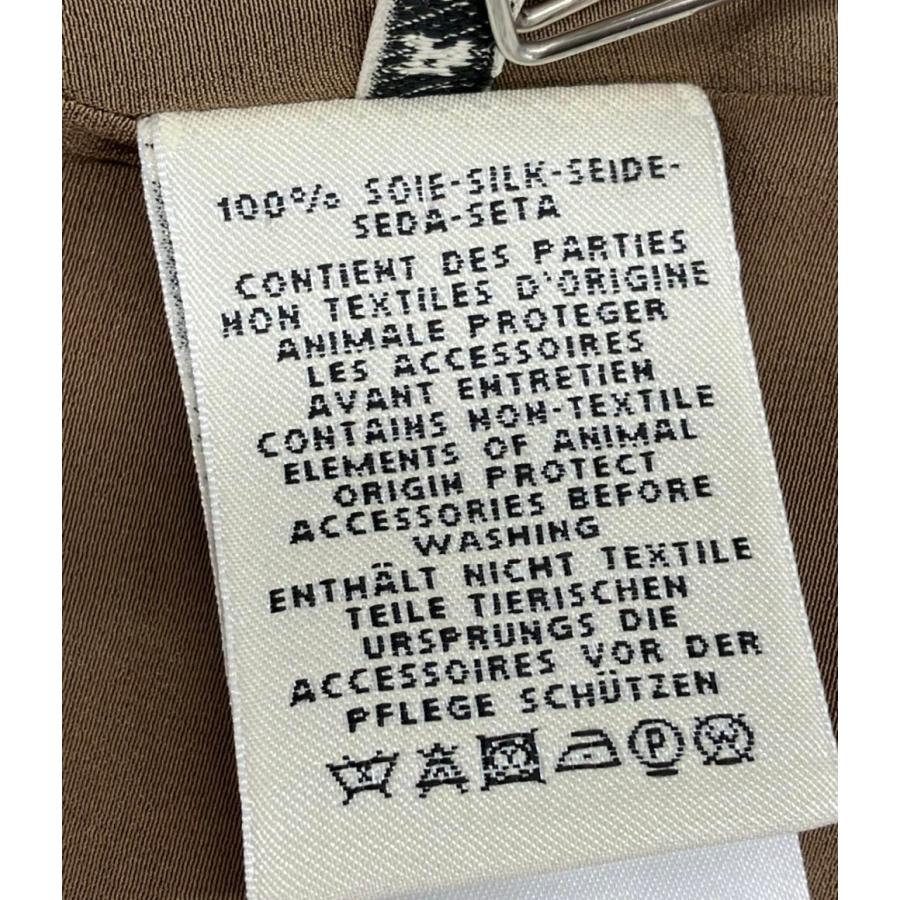 100% SOIE-SILK-SEIDE-
SEDA-SETA
CONTIENT DES PARTIES
NON TEXTILES D'ORIGINE
ANIMALE PROTEGER
LES ACCESSOIRES
AVANT ENTRETIEN
CONTAINS NON-TEXTILE
ELEMENTS OF ANIMAL
ORIGIN PROTECT
ACCESSORIES BEFORE
WASHING
ENTHÄLT NICHT TEXTILE
TEILE TIERISCHEN
URSPRUNGS DIE
ACCESSOIRES VOR DER
PFLEGE SCHÜTZEN
P W